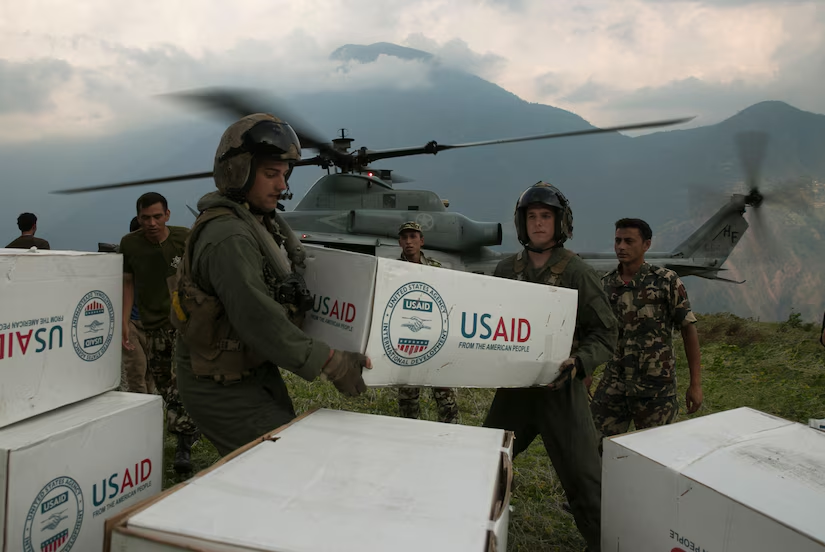 HF
USAID
FROM THE AMERICAN PEOPLE
UNITED STATES AGENCY
USAID
INTERNATIONAL DEVELOPMENT
USAID
FROM THE AMERICAN PEOPLE
USAID
FROM THE AMERICAN PEOPLE
USAID
USAID
FROM THE AMERICAN PEOPLE
USAID
PEOPLE